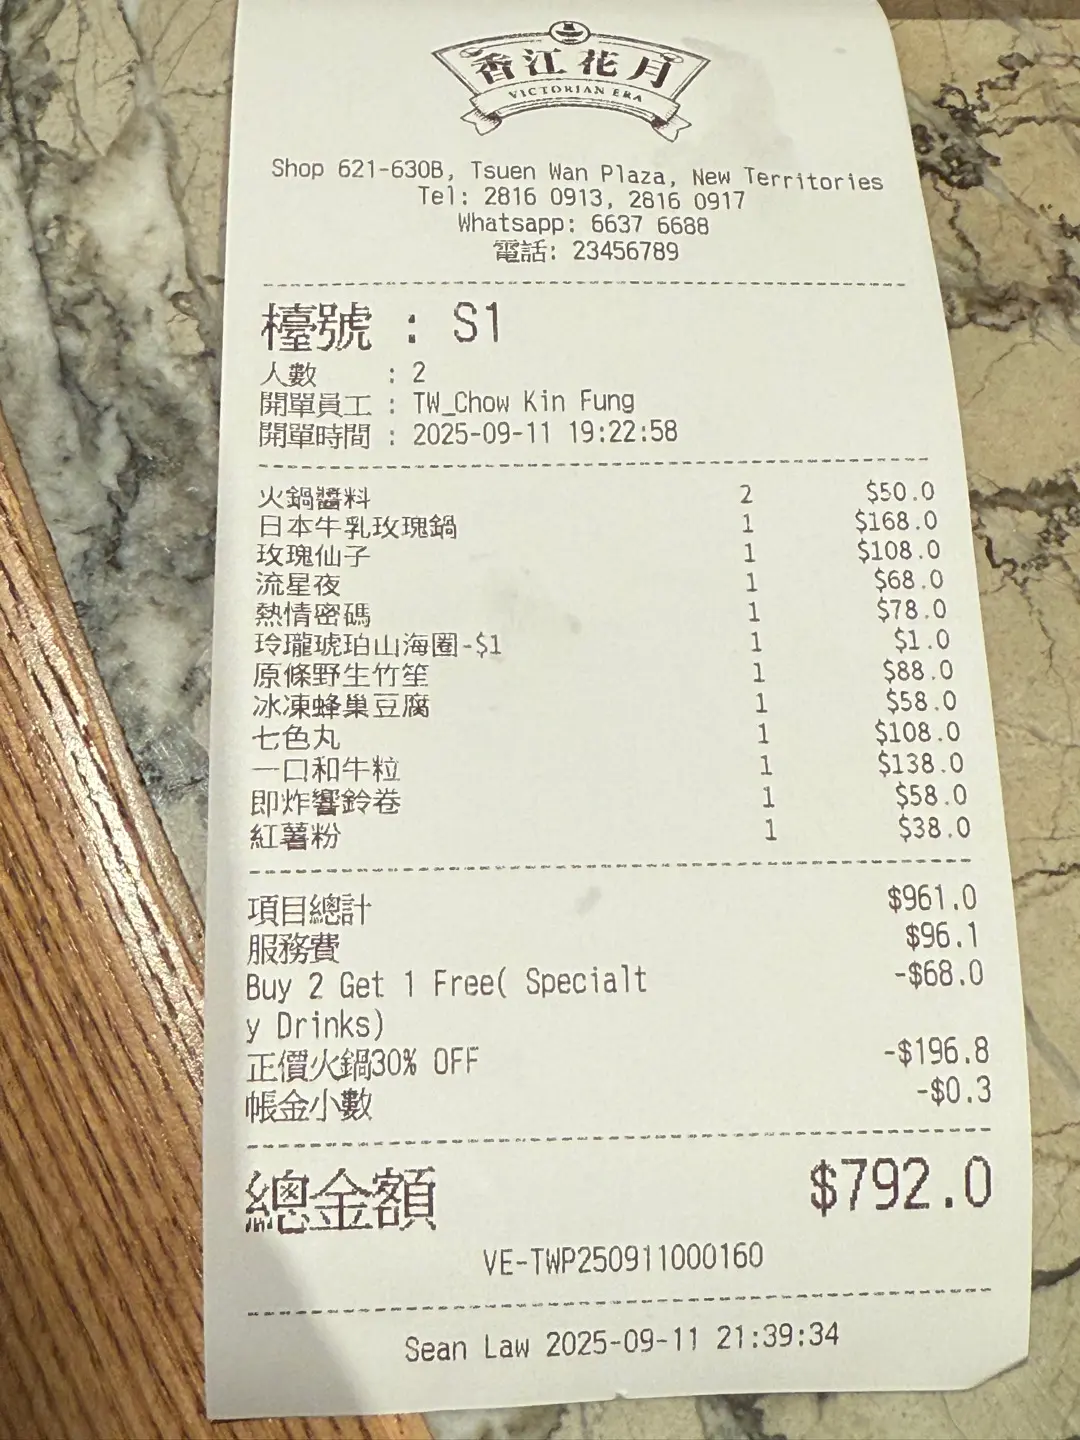 香江花月
VICTORIAN ERA
Shop 621-630B, Tsuen Wan Plaza, New Territories
Tel: 2816 0913, 2816 0917
Whatsapp: 6637 6688
電話: 23456789
檯號 : S1
人數 : 2
開單員工 : TW_Chow Kin Fung
開單時間 : 2025-09-11 19:22:58
火鍋醬料 2 $50.0
日本牛乳玫瑰鍋 1 $168.0
玫瑰仙子 1 $108.0
流星夜 1 $68.0
熱情密碼 1 $78.0
玲瓏琥珀山海圈-$1 1 $1.0
原條野生竹笙 1 $88.0
冰凍蜂巢豆腐 1 $58.0
七色丸 1 $108.0
一口和牛粒 1 $138.0
即炸響鈴卷 1 $58.0
紅薯粉 1 $38.0
項目總計 $961.0
服務費 $96.1
Buy 2 Get 1 Free( Specialt -$68.0
y Drinks)
正價火鍋30% OFF -$196.8
帳金小數 -$0.3
總金額 $792.0
VE-TWP250911000160
Sean Law 2025-09-11 21:39:34